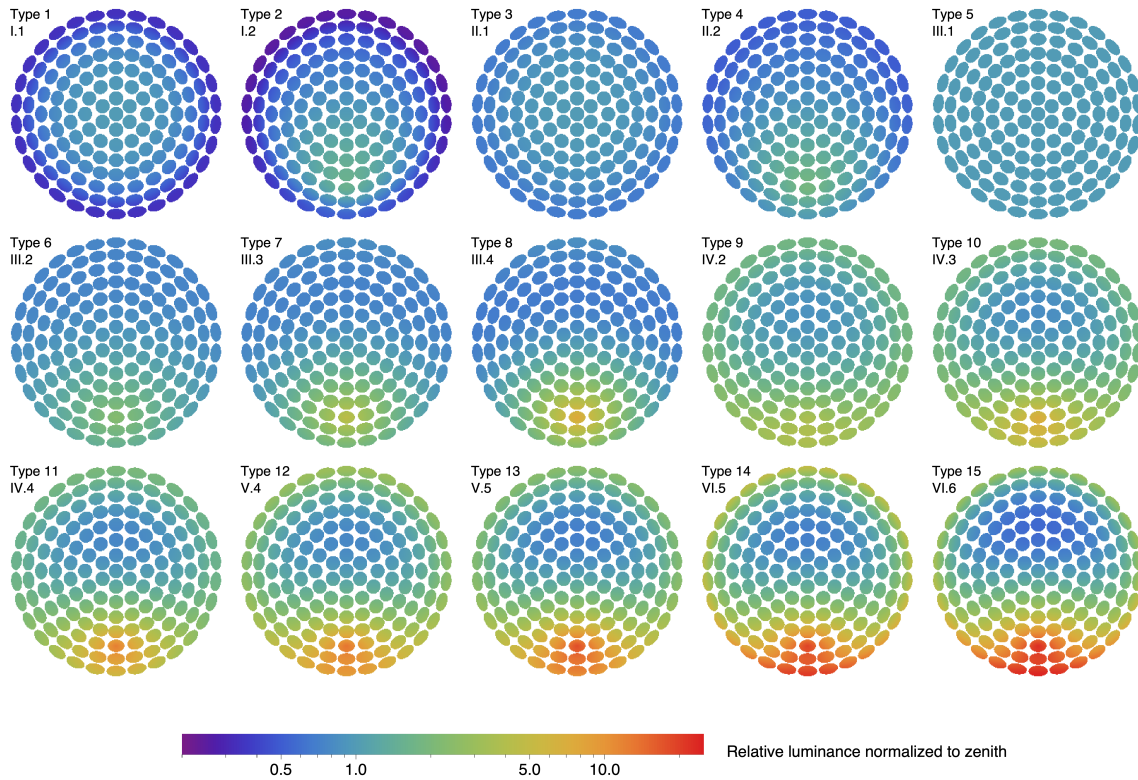 Type 1
I.1
Type 2
I.2
Type 3
II.1
Type 4
II.2
Type 5
III.1
Type 6
III.2
Type 7
III.3
Type 8
III.4
Type 9
IV.2
Type 10
IV.3
Type 11
IV.4
Type 12
V.4
Type 13
V.5
Type 14
VI.5
Type 15
VI.6
0.5 1.0 5.0 10.0
Relative luminance normalized to zenith